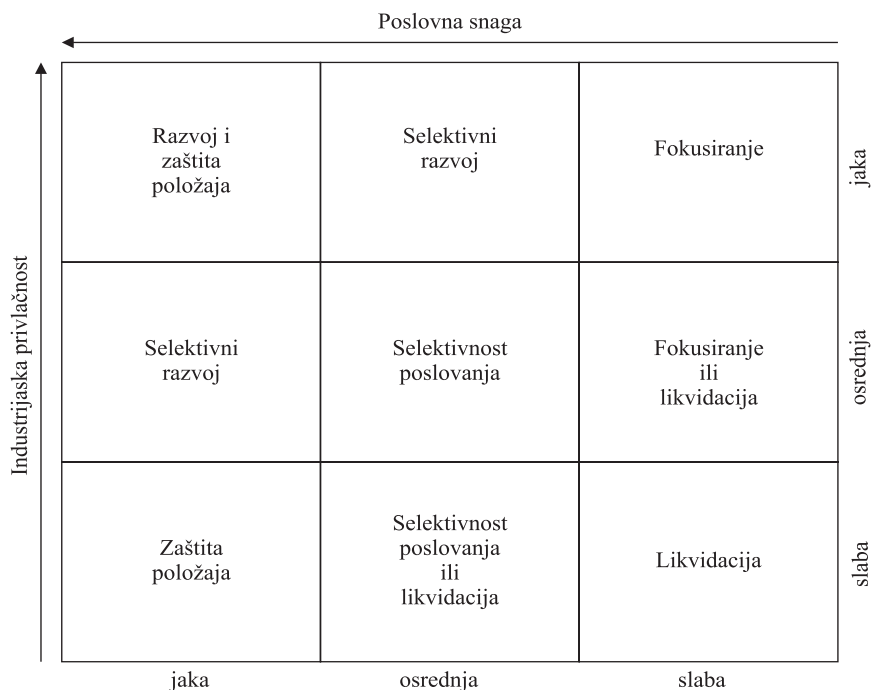 Poslovna snaga
Industrijaska privlačnost
Razvoj i
zaštita
položaja
Selektivni
razvoj
Fokusiranje
jaka
Selektivni
razvoj
Selektivnost
poslovanja
Fokusiranje
ili
likvidacija
osrednja
Zaštita
položaja
Selektivnost
poslovanja
ili
likvidacija
Likvidacija
slaba
jaka
osrednja
slaba